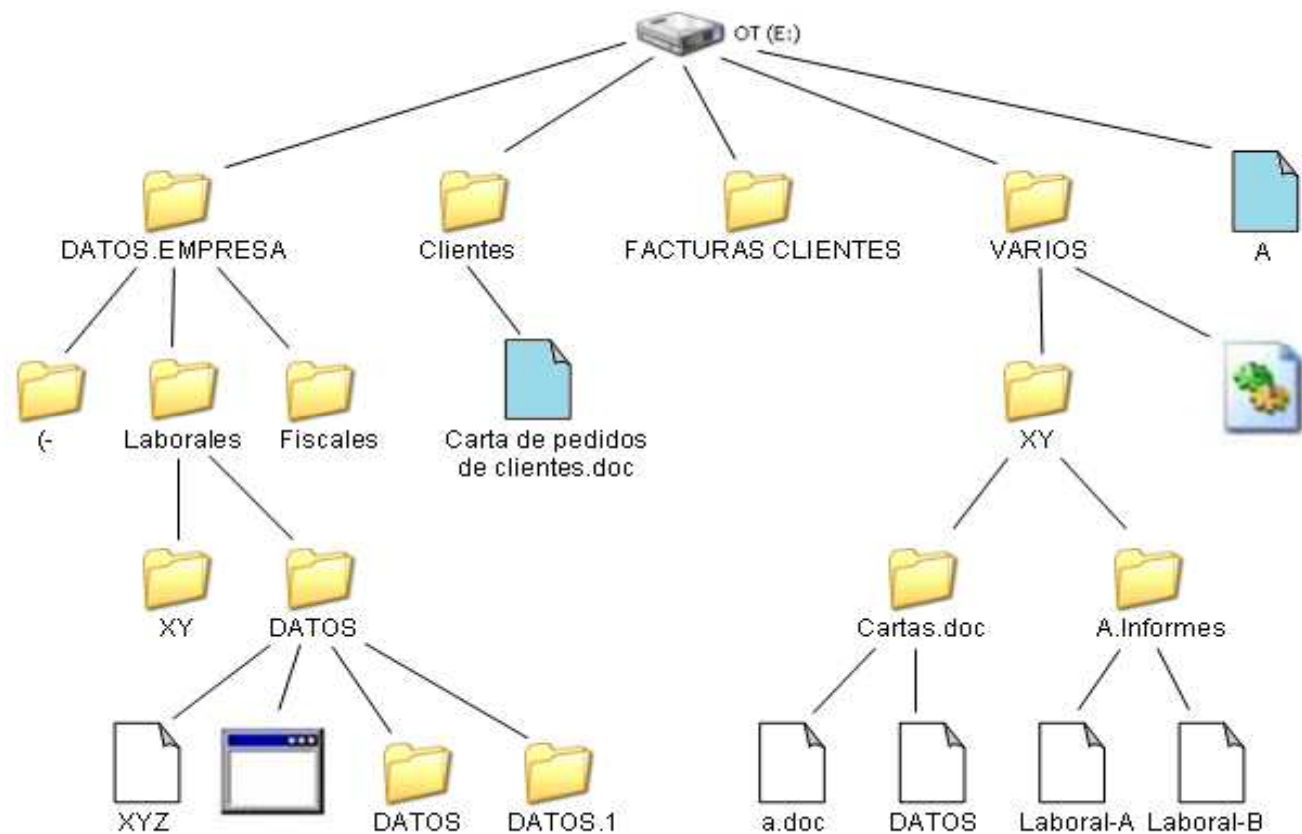 OT (E:)
DATOS.EMPRESA
Clientes
FACTURAS CLIENTES
VARIOS
A
(-
Laborales
Fiscales
Carta de pedidos
de clientes.doc
XY
XY
DATOS
Cartas.doc
A.Informes
XYZ
DATOS
DATOS.1
a.doc
DATOS
Laboral-A
Laboral-B